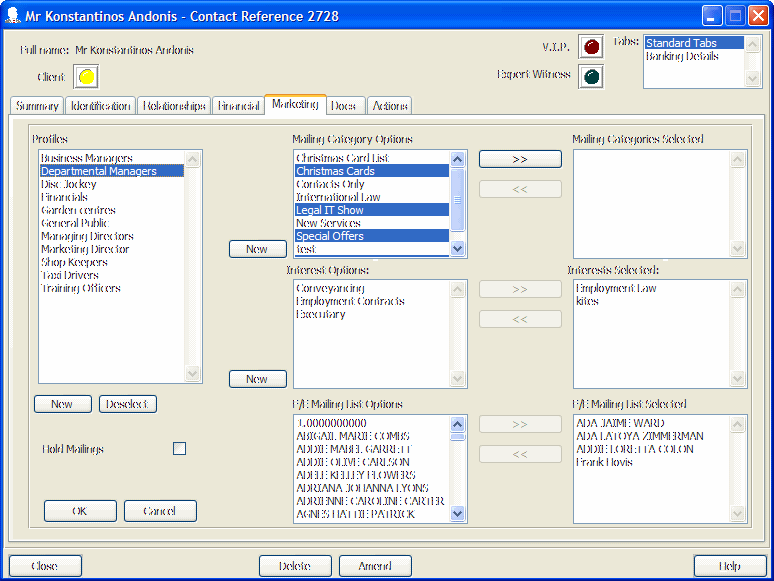 Mr Konstantinos Andonis - Contact Reference 2728
Full name: Mr Konstantinos Andonis
V.I.P.
Tabs:
Standard Tabs
Banking Details
Client
Expert Witness
Summary Identification Relationships Financial Marketing Docs Actions
Profiles
Business Managers
Departmental Managers
Disc Jockey
Financials
Garden centres
General Public
Managing Directors
Marketing Director
Shop Keepers
Taxi Drivers
Training Officers
New
Deselect
Hold Mailings
OK
Cancel
Mailing Category Options
Christmas Card List
Christmas Cards
Contacts Only
International Law
Legal IT Show
New Services
Special Offers
test
New
>>
<<
Mailing Categories Selected
Interest Options:
Conveyancing
Employment Contracts
Executary
New
>>
<<
Interests Selected:
Employment Law
kites
F/E Mailing List Options
1.0000000000
ABIGAIL MARIE COMBS
ADDIE MABEL GARRETT
ADDIE OLIVE CARLSON
ADELE KELLEY FLOWERS
ADRIANA JOHANNA LYONS
ADRIENNE CAROLINE CARTER
AGNES HATTIE PATRICK
>>
<<
F/E Mailing List Selected
ADA JAIME WARD
ADA LATOYA ZIMMERMAN
ADDIE LORETTA COLON
Frank Hovis
Close
Delete
Amend
Help